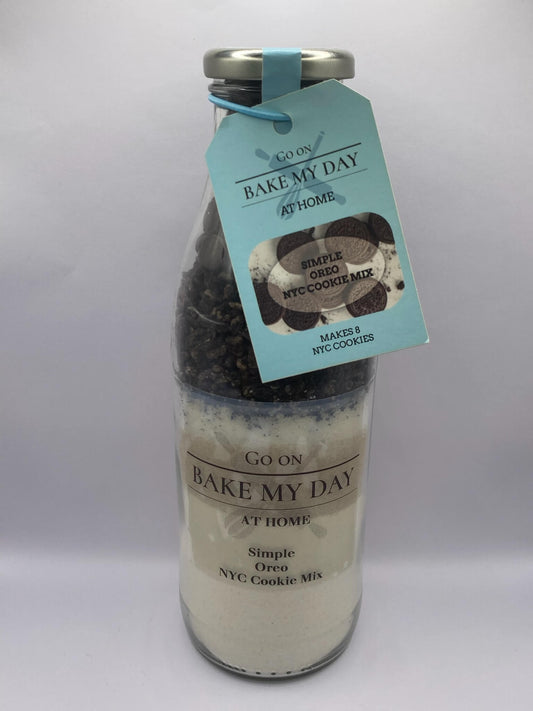 Go on
Bake My Day
At Home
SIMPLE
OREO
NYC COOKIE MIX
MAKES 8
NYC COOKIES
Go on
Bake My Day
At Home
Simple
Oreo
NYC Cookie Mix